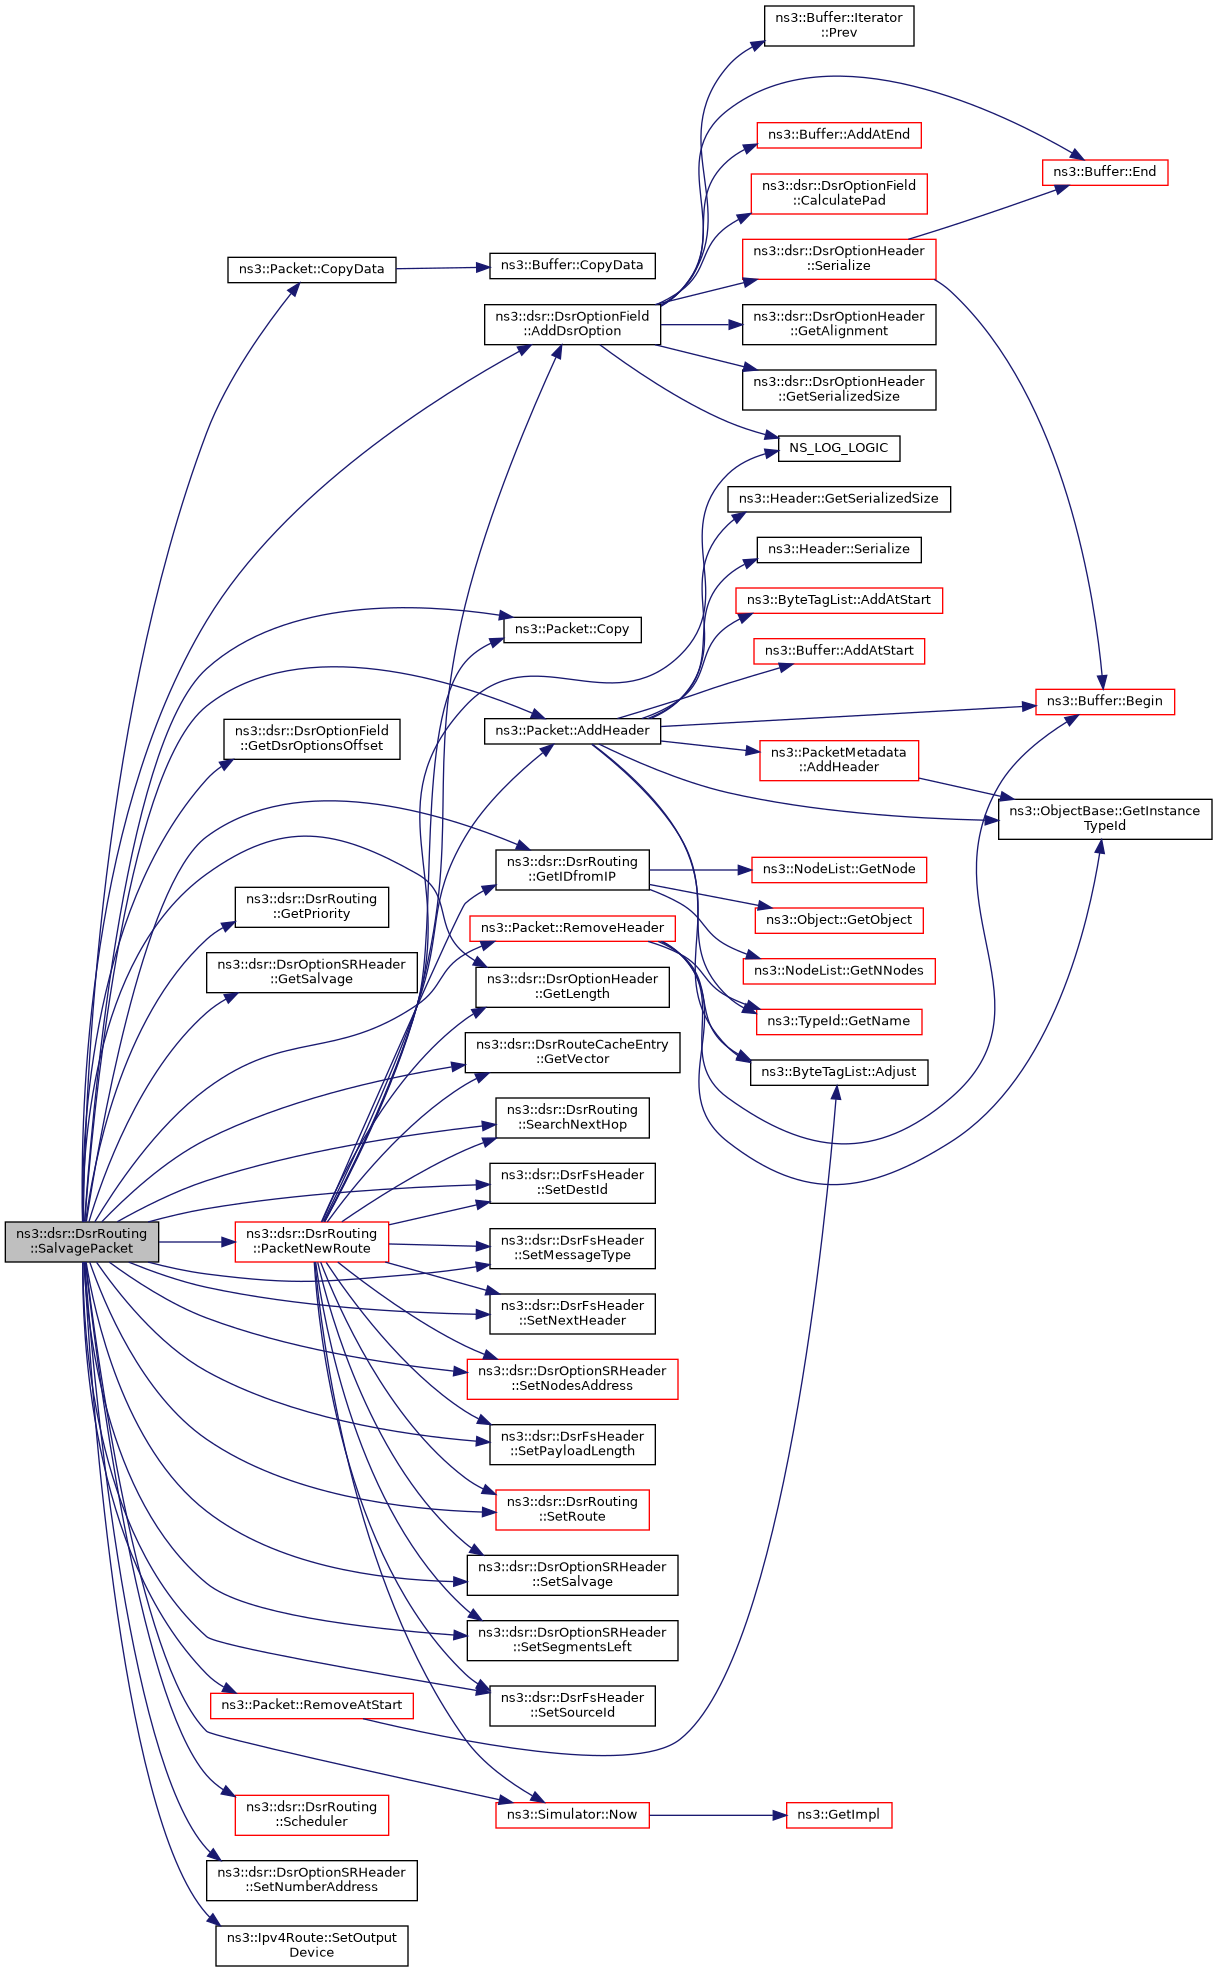 ns3::Buffer::Iterator
::Prev
ns3::Buffer::AddAtEnd
ns3::Buffer::End
ns3::dsr::DsrOptionField
::CalculatePad
ns3::dsr::DsrOptionHeader
::Serialize
ns3::Packet::CopyData
ns3::Buffer::CopyData
ns3::dsr::DsrOptionField
::AddDsrOption
ns3::dsr::DsrOptionHeader
::GetAlignment
ns3::dsr::DsrOptionHeader
::GetSerializedSize
NS_LOG_LOGIC
ns3::Header::GetSerializedSize
ns3::Header::Serialize
ns3::ByteTagList::AddAtStart
ns3::Packet::Copy
ns3::Buffer::AddAtStart
ns3::Buffer::Begin
ns3::dsr::DsrOptionField
::GetDsrOptionsOffset
ns3::Packet::AddHeader
ns3::PacketMetadata
::AddHeader
ns3::ObjectBase::GetInstance
TypeId
ns3::dsr::DsrRouting
::GetIDfromIP
ns3::NodeList::GetNode
ns3::dsr::DsrRouting
::GetPriority
ns3::Object::GetObject
ns3::Packet::RemoveHeader
ns3::dsr::DsrOptionSRHeader
::GetSalvage
ns3::NodeList::GetNNodes
ns3::dsr::DsrOptionHeader
::GetLength
ns3::TypeId::GetName
ns3::dsr::DsrRouteCacheEntry
::GetVector
ns3::ByteTagList::Adjust
ns3::dsr::DsrRouting
::SearchNextHop
ns3::dsr::DsrFsHeader
::SetDestId
ns3::dsr::DsrRouting
::SalvagePacket
ns3::dsr::DsrRouting
::PacketNewRoute
ns3::dsr::DsrFsHeader
::SetMessageType
ns3::dsr::DsrFsHeader
::SetNextHeader
ns3::dsr::DsrOptionSRHeader
::SetNodesAddress
ns3::dsr::DsrFsHeader
::SetPayloadLength
ns3::dsr::DsrRouting
::SetRoute
ns3::dsr::DsrOptionSRHeader
::SetSalvage
ns3::dsr::DsrOptionSRHeader
::SetSegmentsLeft
ns3::Packet::RemoveAtStart
ns3::dsr::DsrFsHeader
::SetSourceId
ns3::dsr::DsrRouting
::Scheduler
ns3::Simulator::Now
ns3::GetImpl
ns3::dsr::DsrOptionSRHeader
::SetNumberAddress
ns3::Ipv4Route::SetOutput
Device